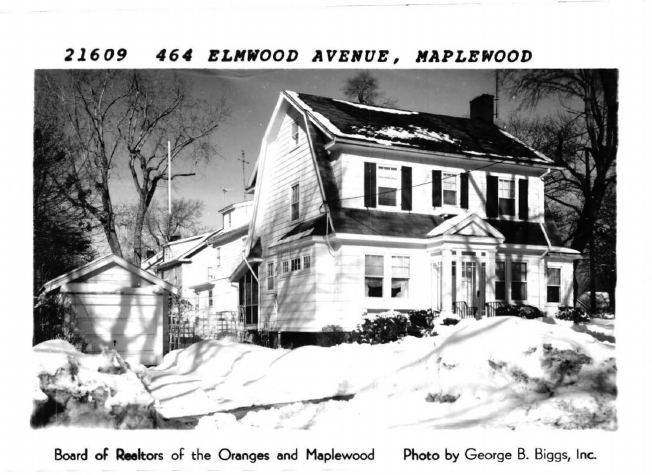 21609 464 ELMWOOD AVENUE, MAPLEWOOD
Board of Realtors of the Oranges and Maplewood Photo by George B. Biggs, Inc.